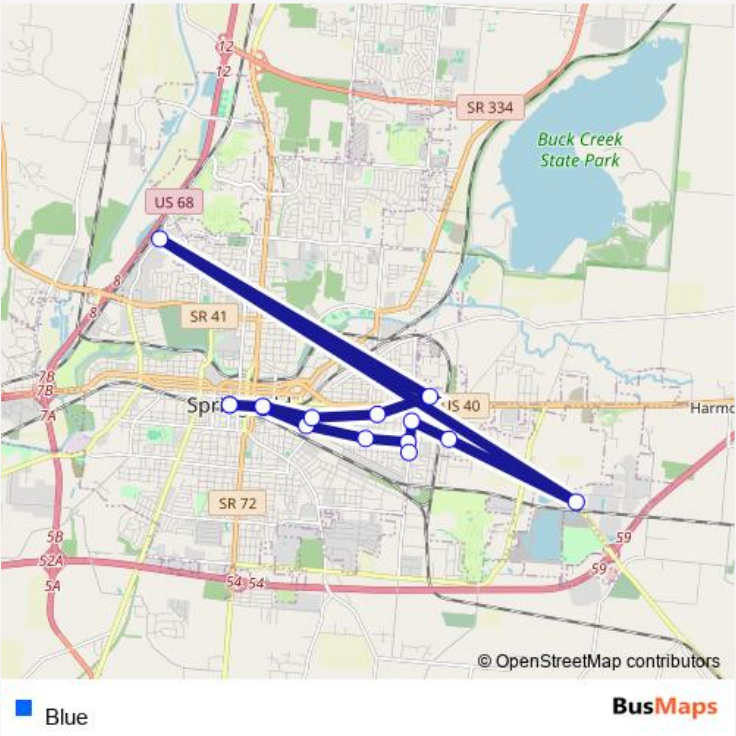 12
12
SR 334
Buck Creek
State Park
US 68
8
8
SR 41
7B
7B
7A
US 40
Harmo
SR 72
5B
52A
5A
54
54
59
59
© OpenStreetMap contributors
Blue
BusMaps